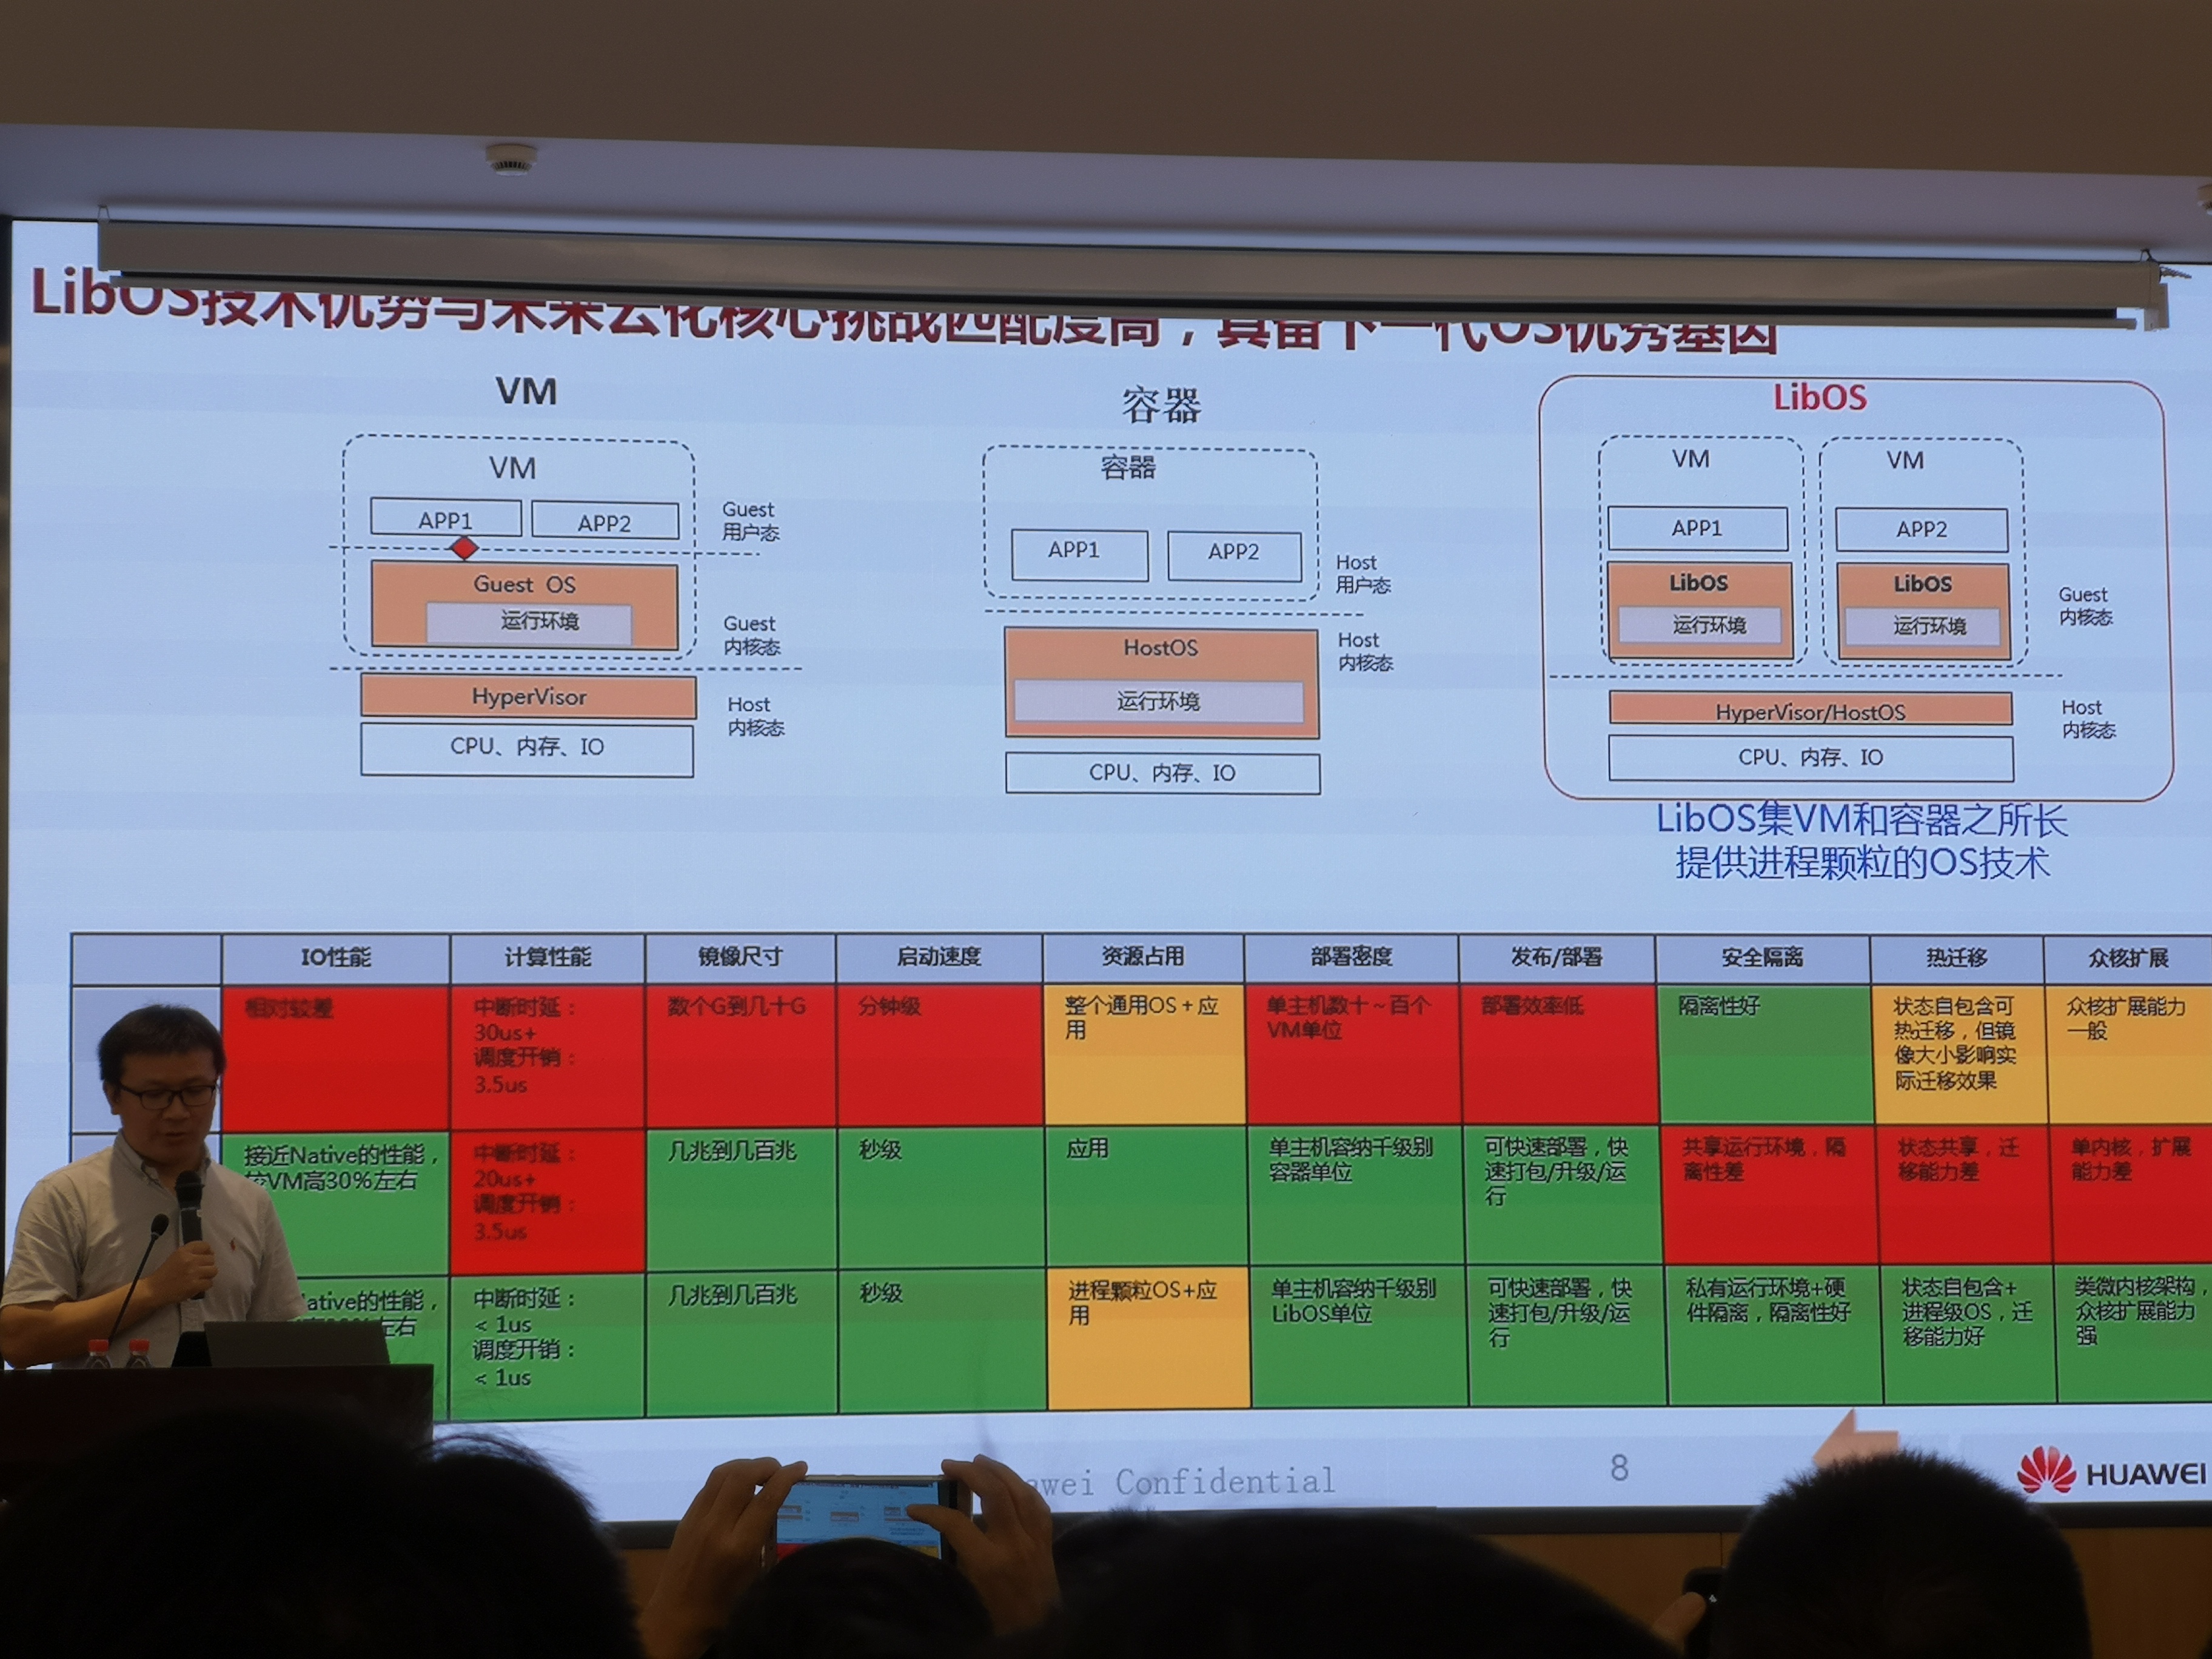 LibOS技术优势与未来云化核心挑战匹配度高，具备下一代OS优秀基因
VM
VM
APP1
APP2
Guest
用户态
Guest OS
运行环境
Guest
内核态
HyperVisor
Host
内核态
CPU、内存、IO
容器
容器
APP1
APP2
Host
用户态
HostOS
运行环境
Host
内核态
CPU、内存、IO
LibOS
VM
VM
APP1
APP2
LibOS
LibOS
运行环境
运行环境
Guest
内核态
HyperVisor/HostOS
Host
内核态
CPU、内存、IO
LibOS集VM和容器之所长
提供进程颗粒的OS技术
IO性能
计算性能
镜像尺寸
启动速度
资源占用
部署密度
发布/部署
安全隔离
热迁移
众核扩展
相对较差
中断时延：
30us+
调度开销：
3.5us
数个G到几十G
分钟级
整个通用OS＋应
用
单主机数十～百个
VM单位
部署效率低
隔离性好
状态自包含可
热迁移，但镜
像大小影响实
际迁移效果
众核扩展能力
一般
接近Native的性能，
较VM高30%左右
中断时延：
20us+
调度开销：
3.5us
几兆到几百兆
秒级
应用
单主机容纳千级别
容器单位
可快速部署，快
速打包/升级/运
行
共享运行环境，隔
离性差
状态共享，迁
移能力差
单内核，扩展
能力差
ative的性能，
左右
中断时延：
< 1us
调度开销：
< 1us
几兆到几百兆
秒级
进程颗粒OS+应
用
单主机容纳千级别
LibOS单位
可快速部署，快
速打包/升级/运
行
私有运行环境+硬
件隔离，隔离性好
状态自包含+
进程级OS，迁
移能力好
类微内核架构，
众核扩展能力
强
awei Confidential
8
HUAWEI